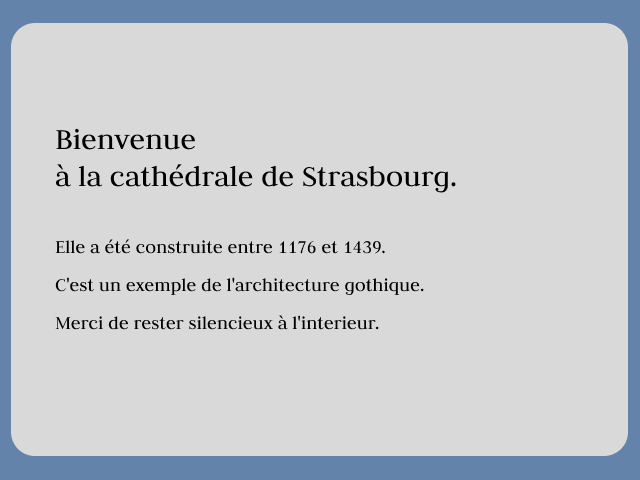 Bienvenue
à la cathédrale de Strasbourg.
Elle a été construite entre 1176 et 1439.
C'est un exemple de l'architecture gothique.
Merci de rester silencieux à l'interieur.